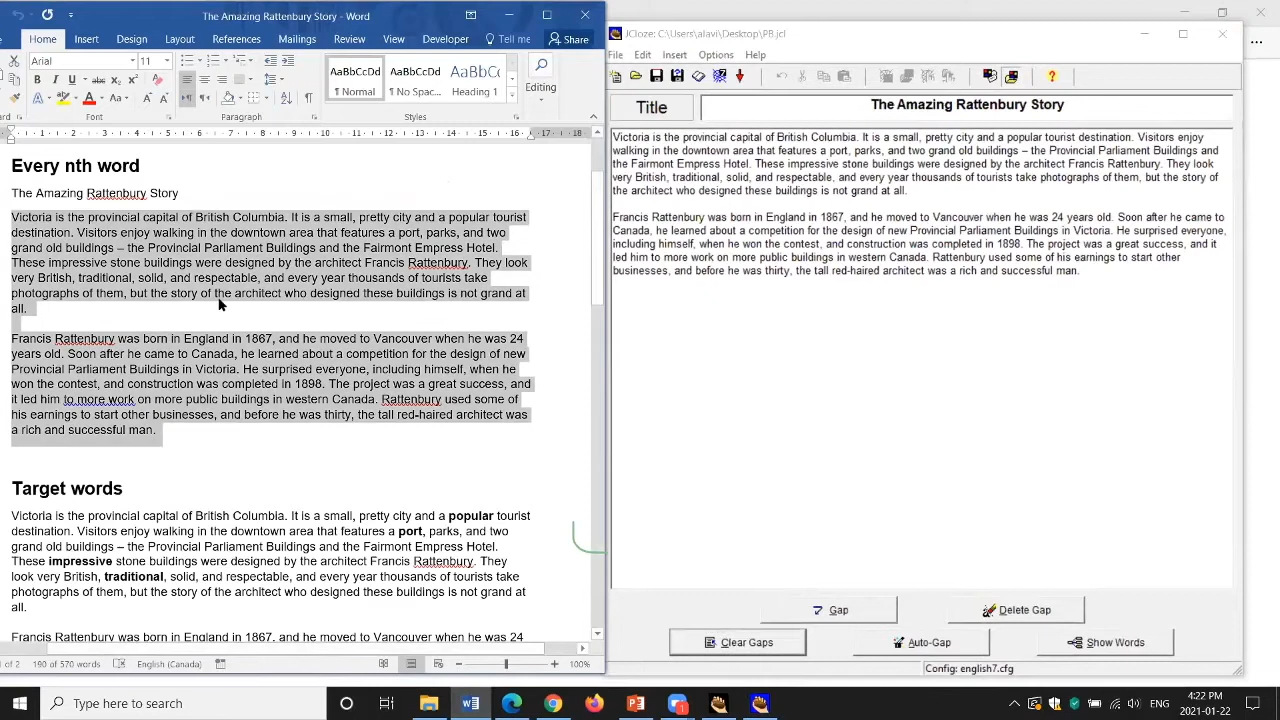 The Amazing Rattenbury Story - Word
Home Insert Design Layout References Mailings Review View Developer Tell me Share
Arial 11
AaBbCcDd AaBbCcDd AaBbCc
¶ Normal ¶ No Spac... Heading 1
Editing
Font Paragraph Styles
1 2 3 4 5 6 7 8 9 10 11 12 13 14 15 16 17 18
Every nth word
The Amazing Rattenbury Story
Victoria is the provincial capital of British Columbia. It is a small, pretty city and a popular tourist
destination. Visitors enjoy walking in the downtown area that features a port, parks, and two
grand old buildings – the Provincial Parliament Buildings and the Fairmont Empress Hotel.
These impressive stone buildings were designed by the architect Francis Rattenbury. They look
very British, traditional, solid, and respectable, and every year thousands of tourists take
photographs of them, but the story of the architect who designed these buildings is not grand at
all.
Francis Rattenbury was born in England in 1867, and he moved to Vancouver when he was 24
years old. Soon after he came to Canada, he learned about a competition for the design of new
Provincial Parliament Buildings in Victoria. He surprised everyone, including himself, when he
won the contest, and construction was completed in 1898. The project was a great success, and
it led him to more work on more public buildings in western Canada. Rattenbury used some of
his earnings to start other businesses, and before he was thirty, the tall red-haired architect was
a rich and successful man.
Target words
Victoria is the provincial capital of British Columbia. It is a small, pretty city and a popular tourist
destination. Visitors enjoy walking in the downtown area that features a port, parks, and two
grand old buildings – the Provincial Parliament Buildings and the Fairmont Empress Hotel.
These impressive stone buildings were designed by the architect Francis Rattenbury. They
look very British, traditional, solid, and respectable, and every year thousands of tourists take
photographs of them, but the story of the architect who designed these buildings is not grand at
all.
Francis Rattenbury was born in England in 1867, and he moved to Vancouver when he was 24
of 2 190 of 570 words English (Canada) 100%
JCloze: C:\Users\alavi\Desktop\PB.jcl
File Edit Insert Options Help
Title The Amazing Rattenbury Story
Victoria is the provincial capital of British Columbia. It is a small, pretty city and a popular tourist destination. Visitors enjoy
walking in the downtown area that features a port, parks, and two grand old buildings – the Provincial Parliament Buildings and
the Fairmont Empress Hotel. These impressive stone buildings were designed by the architect Francis Rattenbury. They look
very British, traditional, solid, and respectable, and every year thousands of tourists take photographs of them, but the story of
the architect who designed these buildings is not grand at all.
Francis Rattenbury was born in England in 1867, and he moved to Vancouver when he was 24 years old. Soon after he came to
Canada, he learned about a competition for the design of new Provincial Parliament Buildings in Victoria. He surprised everyone,
including himself, when he won the contest, and construction was completed in 1898. The project was a great success, and it
led him to more work on more public buildings in western Canada. Rattenbury used some of his earnings to start other
businesses, and before he was thirty, the tall red-haired architect was a rich and successful man.
Gap Delete Gap
Clear Gaps Auto-Gap Show Words
Config: english7.cfg
Type here to search
4:22 PM
2021-01-22